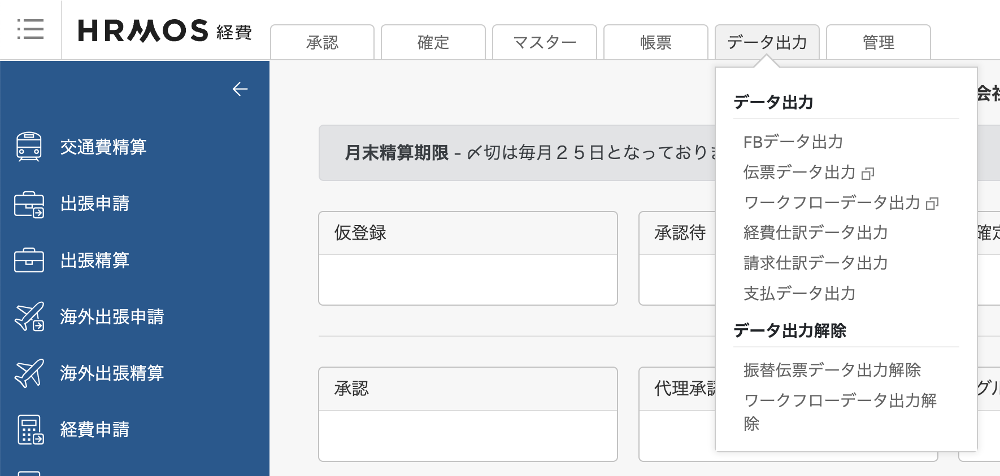 HRMOS 経費
承認
確定
マスター
帳票
データ出力
管理
交通費精算
出張申請
出張精算
海外出張申請
海外出張精算
経費申請
会社
月末精算期限 - 〆切は毎月２５日となっており
仮登録
承認待
確定
承認
代理承認
グル
データ出力
FBデータ出力
伝票データ出力
ワークフローデータ出力
経費仕訳データ出力
請求仕訳データ出力
支払データ出力
データ出力解除
振替伝票データ出力解除
ワークフローデータ出力解
除